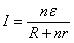 I = nε / (R + nr)